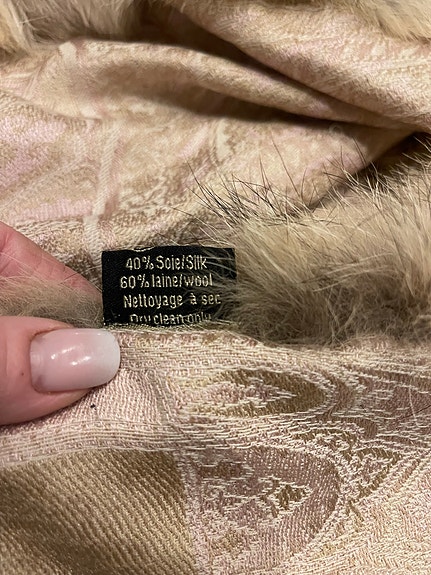 40% Soie/Silk
60% laine/wool
Nettoyage à sec
Dry clean only